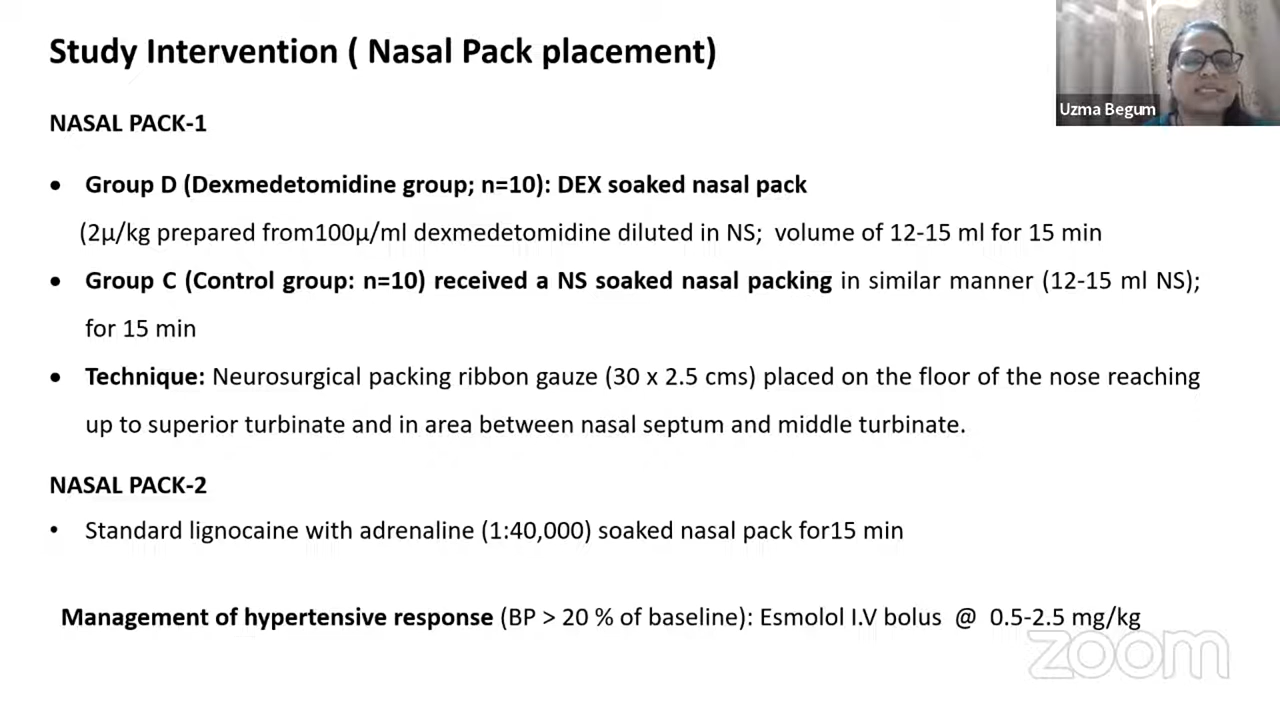 Study Intervention ( Nasal Pack placement)
Uzma Begum
NASAL PACK-1
• Group D (Dexmedetomidine group; n=10): DEX soaked nasal pack
(2µ/kg prepared from100µ/ml dexmedetomidine diluted in NS; volume of 12-15 ml for 15 min
• Group C (Control group: n=10) received a NS soaked nasal packing in similar manner (12-15 ml NS);
for 15 min
• Technique: Neurosurgical packing ribbon gauze (30 x 2.5 cms) placed on the floor of the nose reaching
up to superior turbinate and in area between nasal septum and middle turbinate.
NASAL PACK-2
• Standard lignocaine with adrenaline (1:40,000) soaked nasal pack for15 min
Management of hypertensive response (BP > 20 % of baseline): Esmolol I.V bolus @ 0.5-2.5 mg/kg
zoom